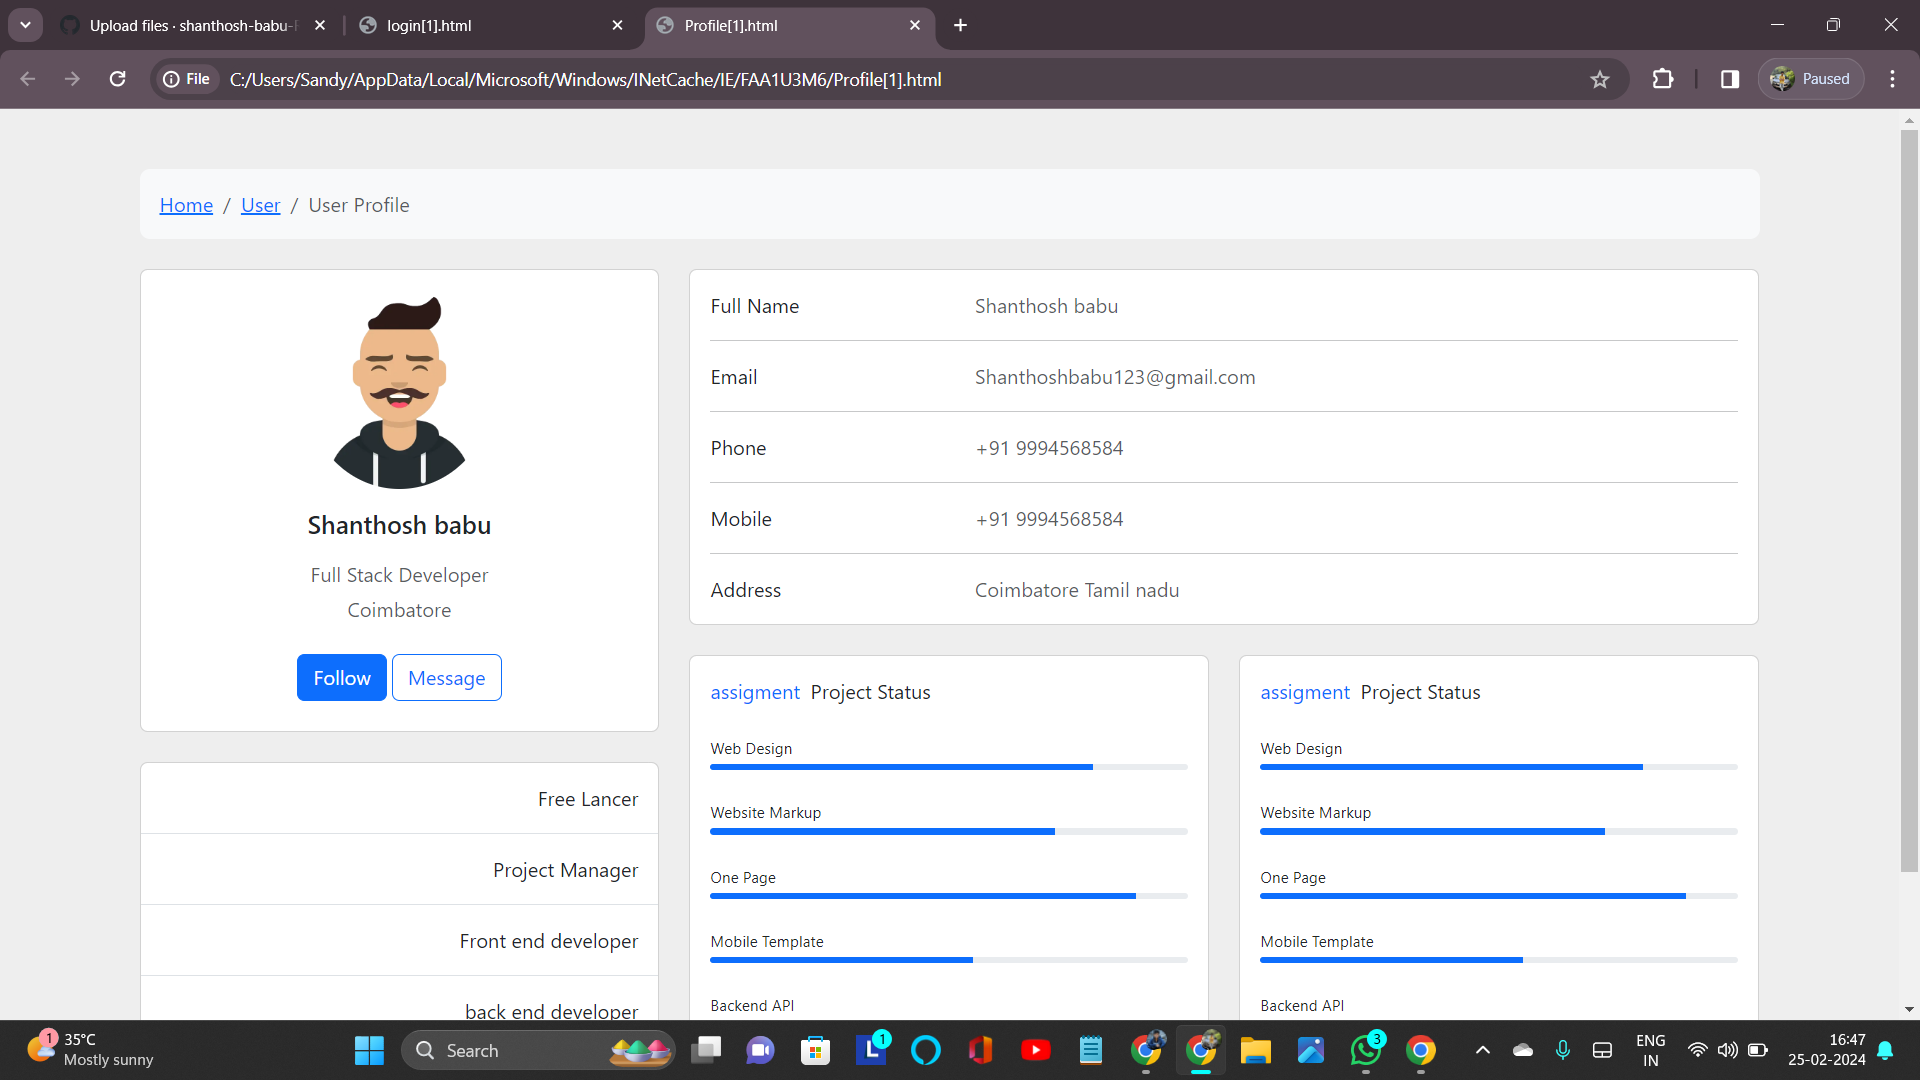 Upload files · shanthosh-babu-
login[1].html
Profile[1].html
File
C:/Users/Sandy/AppData/Local/Microsoft/Windows/INetCache/IE/FAA1U3M6/Profile[1].html
Paused
Home / User / User Profile
Shanthosh babu
Full Stack Developer
Coimbatore
Follow
Message
Free Lancer
Project Manager
Front end developer
back end developer
Full Name Shanthosh babu
Email Shanthoshbabu123@gmail.com
Phone +91 9994568584
Mobile +91 9994568584
Address Coimbatore Tamil nadu
assigment Project Status
Web Design
Website Markup
One Page
Mobile Template
Backend API
assigment Project Status
Web Design
Website Markup
One Page
Mobile Template
Backend API
1
35°C
Mostly sunny
Search
L
1
3
ENG
IN
16:47
25-02-2024